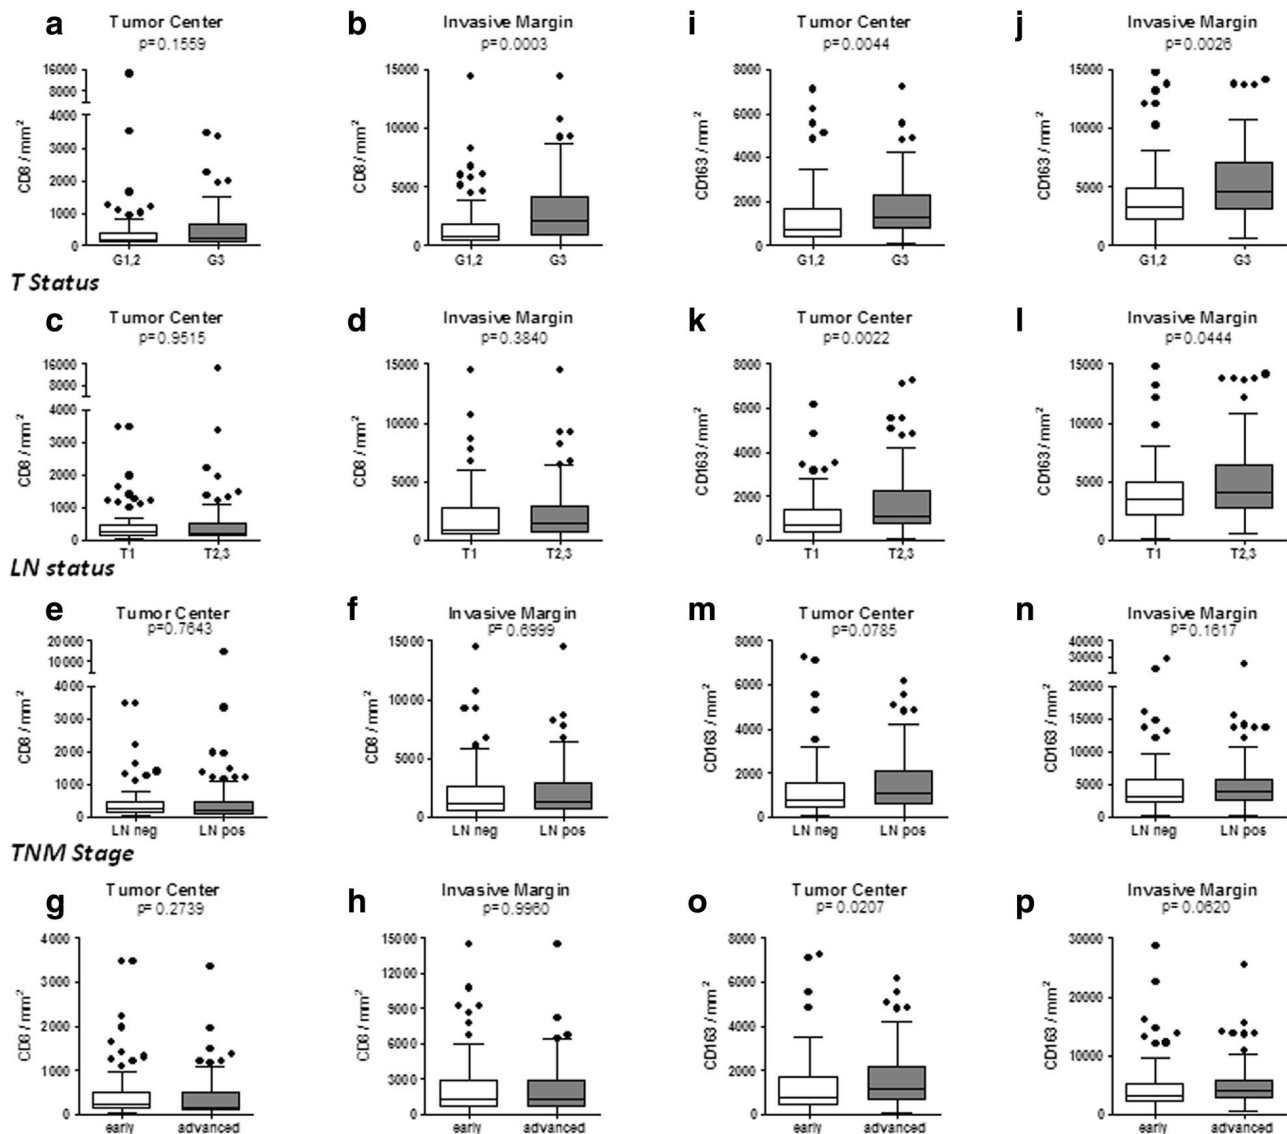 a Tumor Center b Invasive Margin i Tumor Center j Invasive Margin
p=0.1559 p=0.0003 p=0.0044 p=0.0026
16000 15000 8000 15000
8000
4000 10000 6000 10000
3000
2000 5000 4000 5000
1000 2000
0 0 0 0
CD8 / mm² CD8 / mm² CD163 / mm² CD163 / mm²
G1,2 G3 G1,2 G3 G1,2 G3 G1,2 G3
T Status
c Tumor Center d Invasive Margin k Tumor Center l Invasive Margin
p=0.9515 p=0.3840 p=0.0022 p=0.0444
16000 15000 8000 15000
8000
4000 10000 6000 10000
3000
2000 5000 4000 5000
1000 2000
0 0 0 0
CD8 / mm² CD8 / mm² CD163 / mm² CD163 / mm²
T1 T2,3 T1 T2,3 T1 T2,3 T1 T2,3
LN status
e Tumor Center f Invasive Margin m Tumor Center n Invasive Margin
p=0.7643 p=0.6999 p=0.0785 p=0.1617
20000 15000 8000 40000
10000 30000
4000 10000 6000 20000
3000 15000
2000 5000 4000 10000
1000 2000 5000
0 0 0 0
CD8 / mm² CD8 / mm² CD163 / mm² CD163 / mm²
LN neg LN pos LN neg LN pos LN neg LN pos LN neg LN pos
TNM Stage
g Tumor Center h Invasive Margin o Tumor Center p Invasive Margin
p=0.2739 p=0.9960 p=0.0207 p=0.0620
4000 15000 8000 30000
3000 12000 6000 20000
2000 9000 4000 10000
1000 6000 2000 0
0 3000 0
0
CD8 / mm² CD8 / mm² CD163 / mm² CD163 / mm²
early advanced early advanced early advanced early advanced